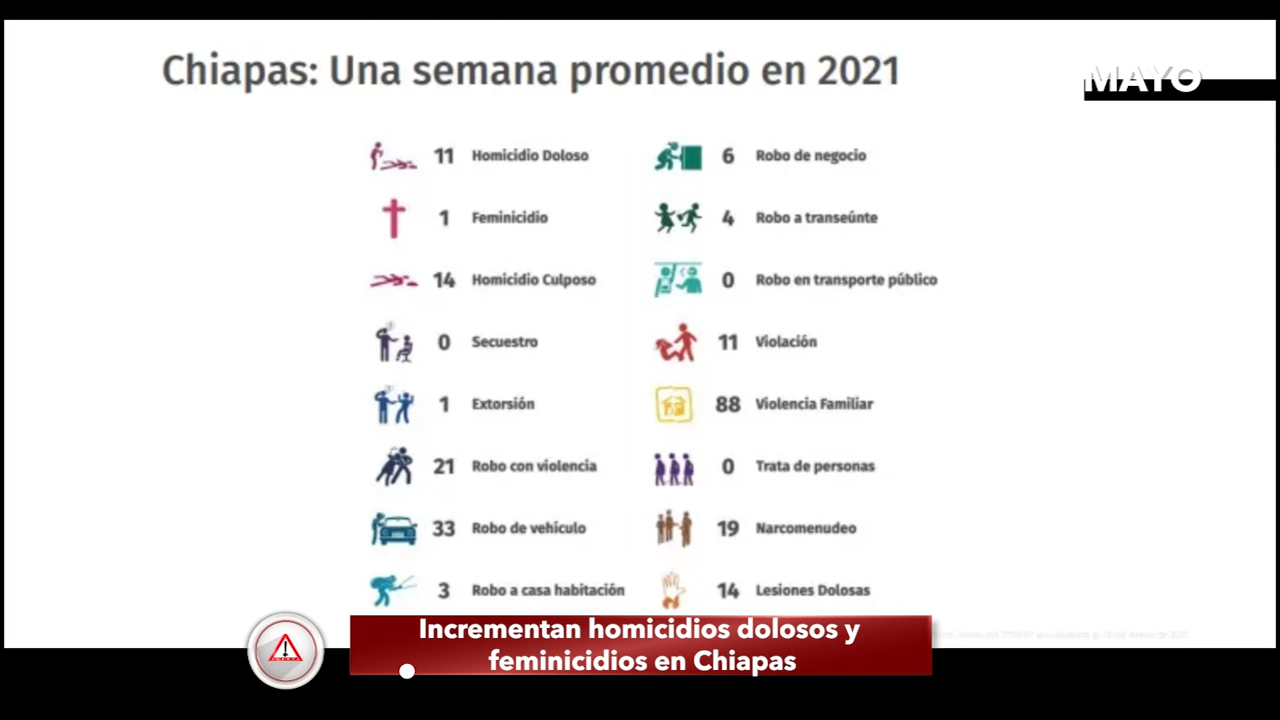 Chiapas: Una semana promedio en 2021
MAYO
11 Homicidio Doloso
1 Feminicidio
14 Homicidio Culposo
0 Secuestro
1 Extorsión
21 Robo con violencia
33 Robo de vehículo
3 Robo a casa habitación
6 Robo de negocio
4 Robo a transeúnte
0 Robo en transporte público
11 Violación
88 Violencia Familiar
0 Trata de personas
19 Narcomenudeo
14 Lesiones Dolosas
Incrementan homicidios dolosos y
feminicidios en Chiapas